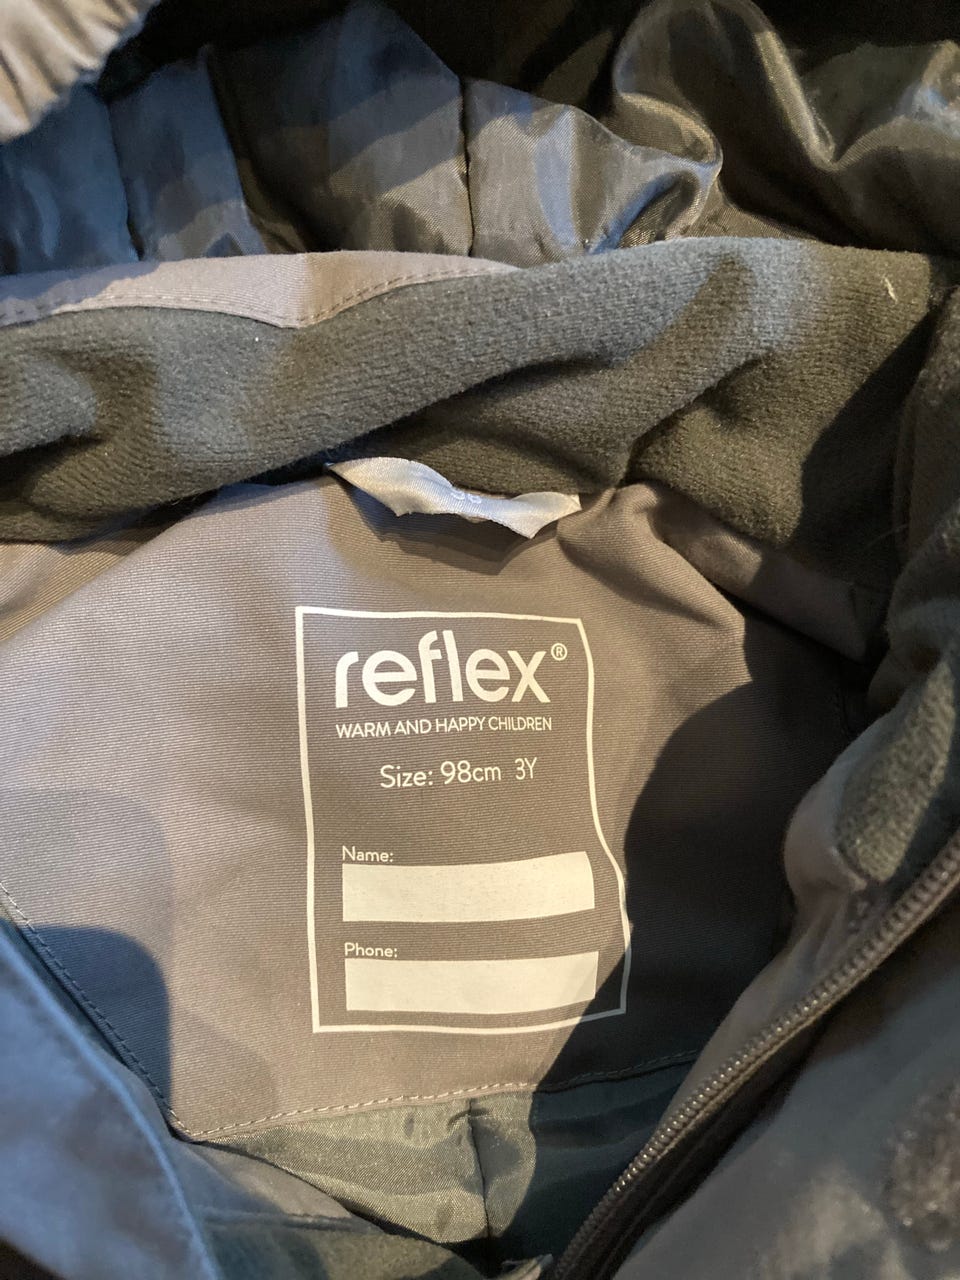 reflex®
WARM AND HAPPY CHILDREN
Size: 98cm 3Y
Name:
Phone: